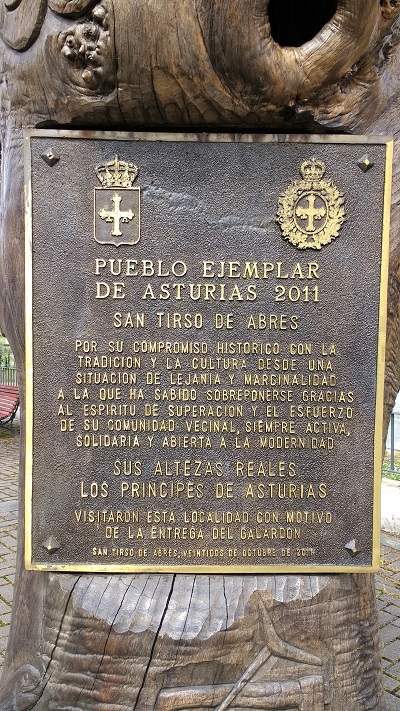 PUEBLO EJEMPLAR
DE ASTURIAS 2011
SAN TIRSO DE ABRES
POR SU COMPROMISO HISTORICO CON LA
TRADICION Y LA CULTURA DESDE UNA
SITUACION DE LEJANIA Y MARGINALIDAD
A LA QUE HA SABIDO SOBREPONERSE GRACIAS
AL ESPIRITU DE SUPERACION Y EL ESFUERZO
DE SU COMUNIDAD VECINAL, SIEMPRE ACTIVA,
SOLIDARIA Y ABIERTA A LA MODERNIDAD
SUS ALTEZAS REALES
LOS PRINCIPES DE ASTURIAS
VISITARON ESTA LOCALIDAD CON MOTIVO
DE LA ENTREGA DEL GALARDON
SAN TIRSO DE ABRES, VEINTIDOS DE OCTUBRE DE 2011